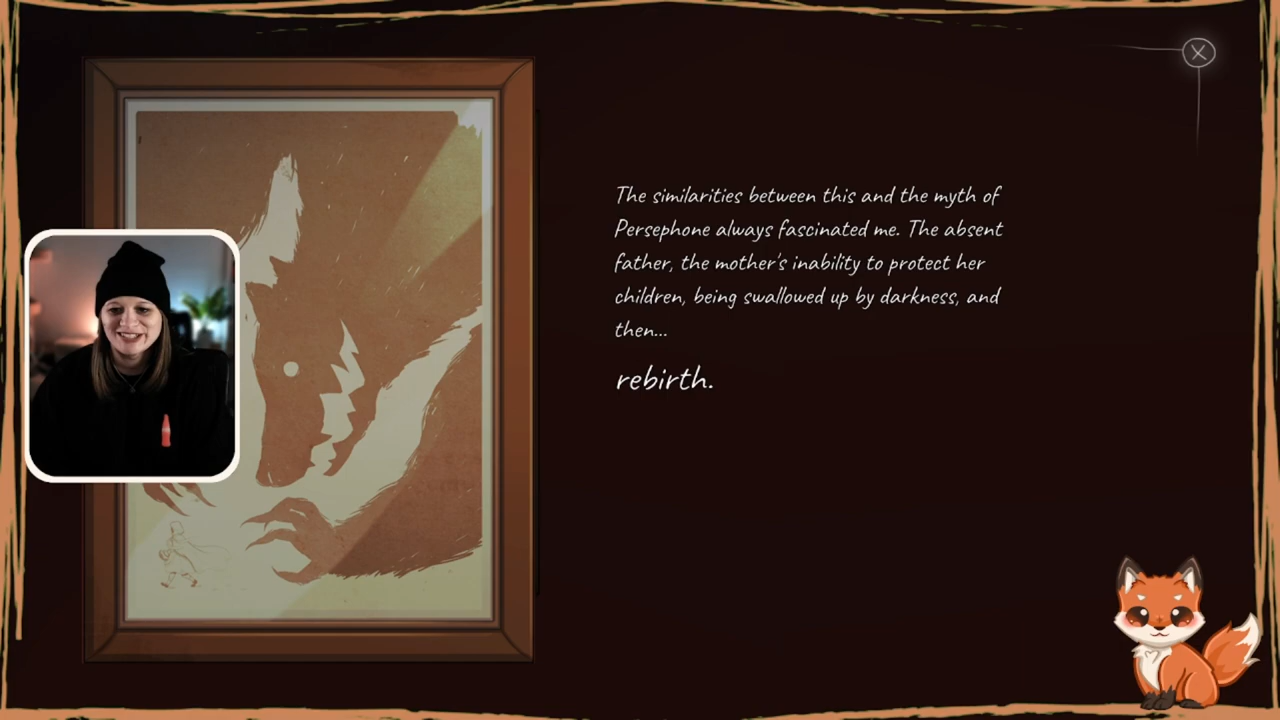 The similarities between this and the myth of
Persephone always fascinated me. The absent
father, the mother's inability to protect her
children, being swallowed up by darkness, and
then...
rebirth.